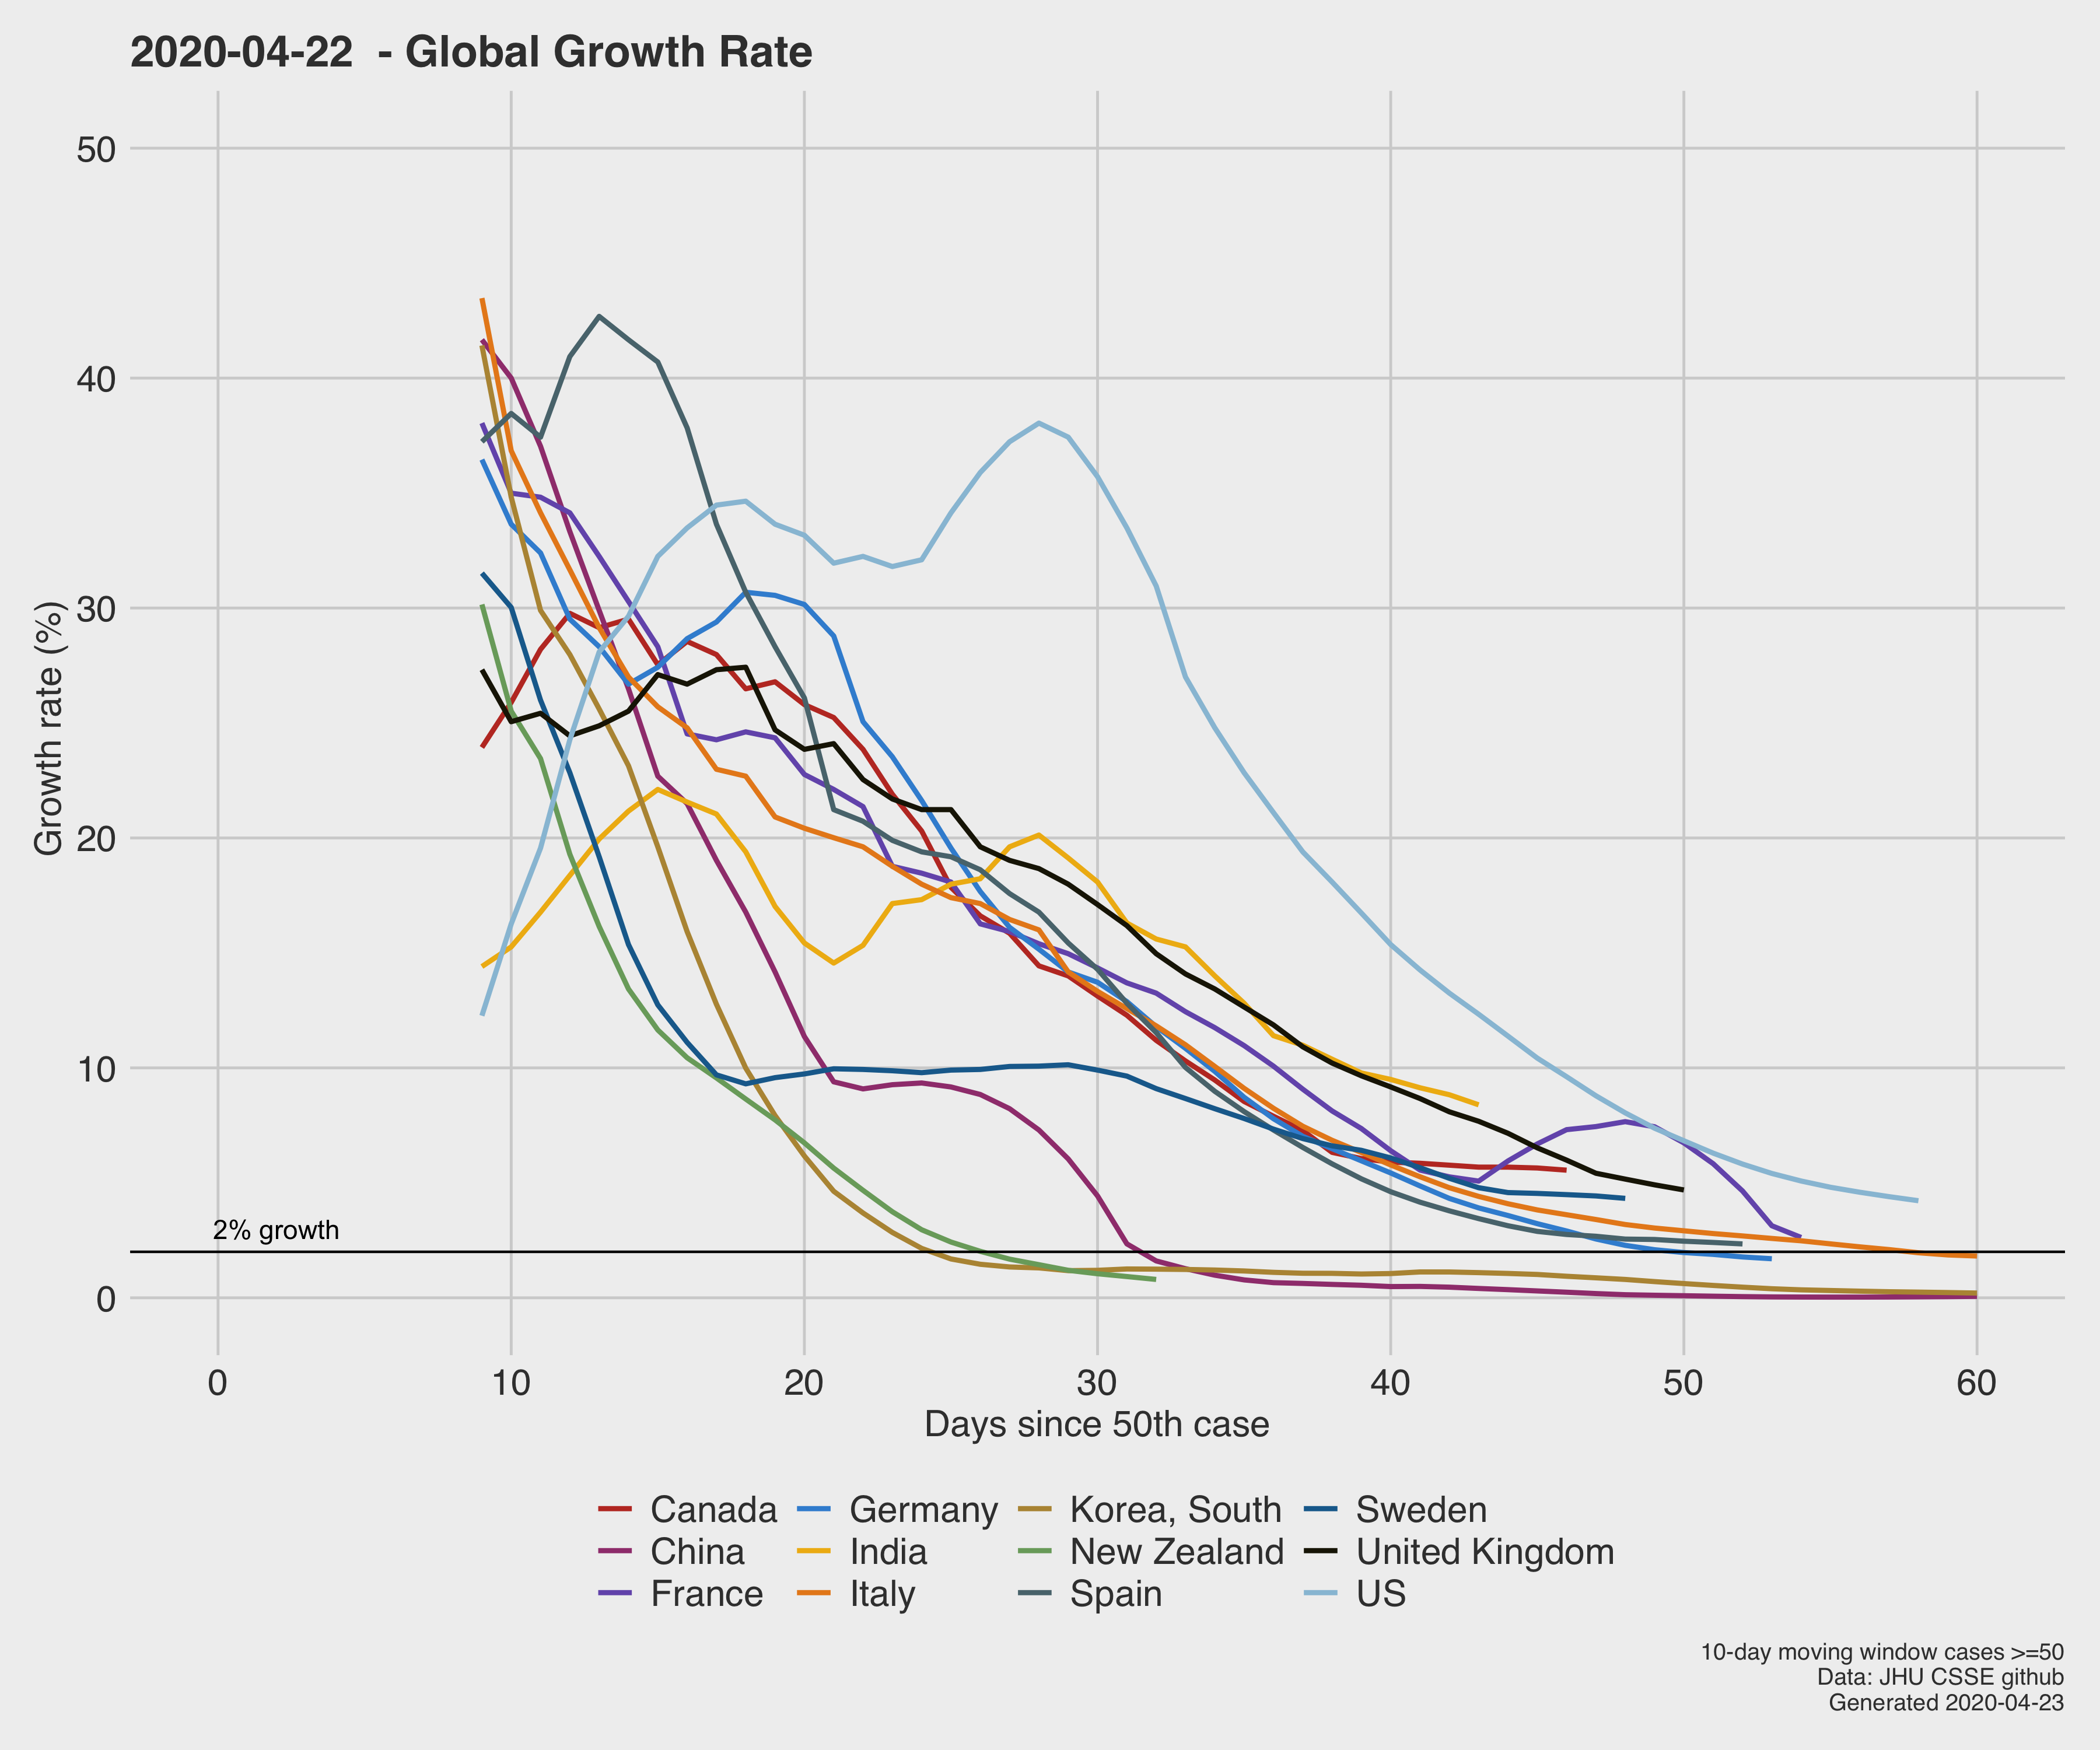 2020-04-22 - Global Growth Rate
Growth rate (%)
50
40
30
20
10
0
2% growth
0 10 20 30 40 50 60
Days since 50th case
Canada Germany Korea, South Sweden
China India New Zealand United Kingdom
France Italy Spain US
10-day moving window cases >=50
Data: JHU CSSE github
Generated 2020-04-23